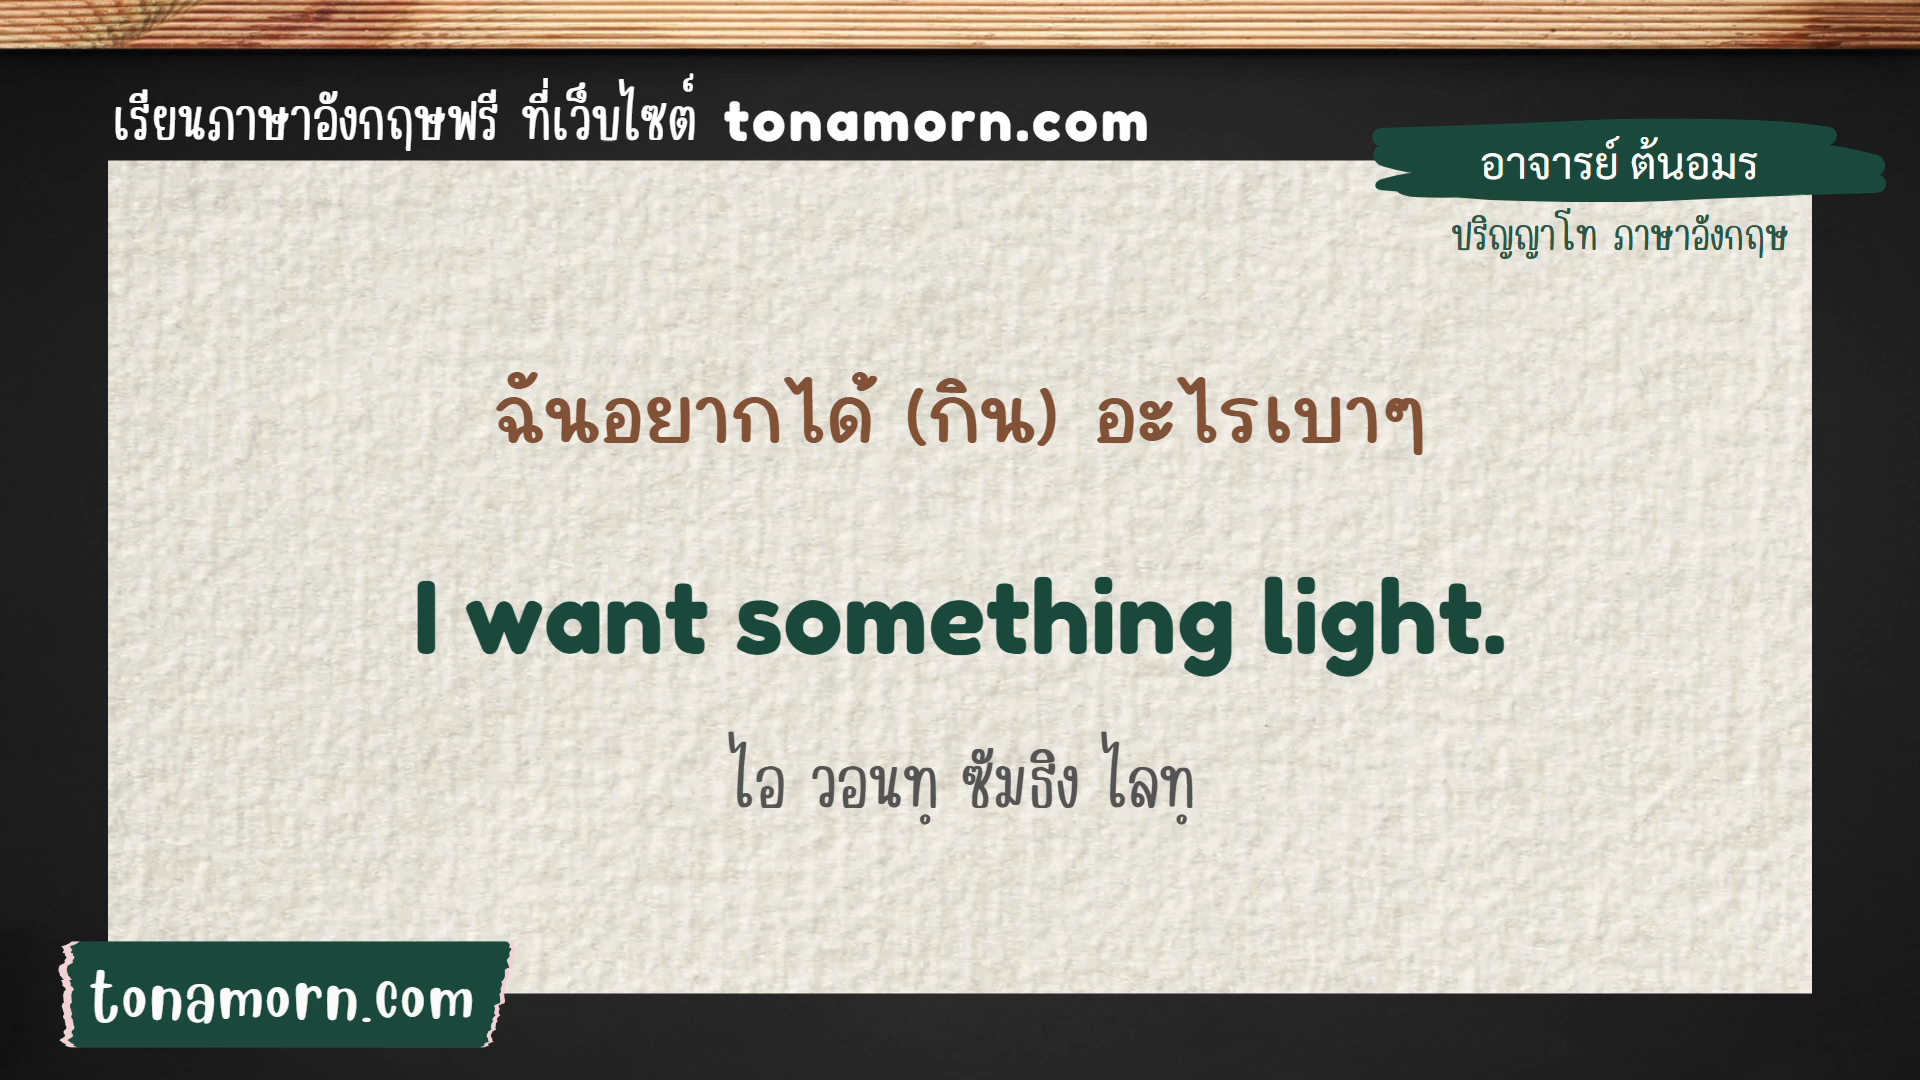 เรียนภาษาอังกฤษฟรี ที่เว็บไซต์ tonamorn.com
อาจารย์ ต้นอมร
ปริญญาโท ภาษาอังกฤษ
ฉันอยากได้ (กิน) อะไรเบาๆ
I want something light.
ไอ วอนทฺ ซัมธิง ไลทฺ
tonamorn.com